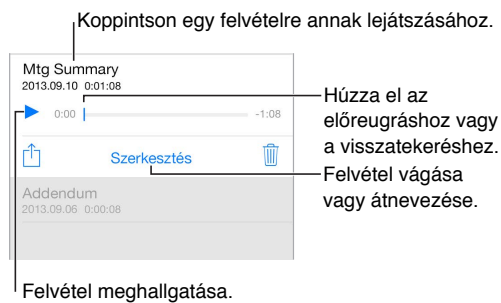 Koppintson egy felvételre annak lejátszásához.
Mtg Summary
2013.09.10 0:01:08
0:00
-1:08
Húzza el az
előreugráshoz vagy
a visszatekeréshez.
Szerkesztés
Felvétel vágása
vagy átnevezése.
Addendum
2013.09.06 0:00:08
Felvétel meghallgatása.